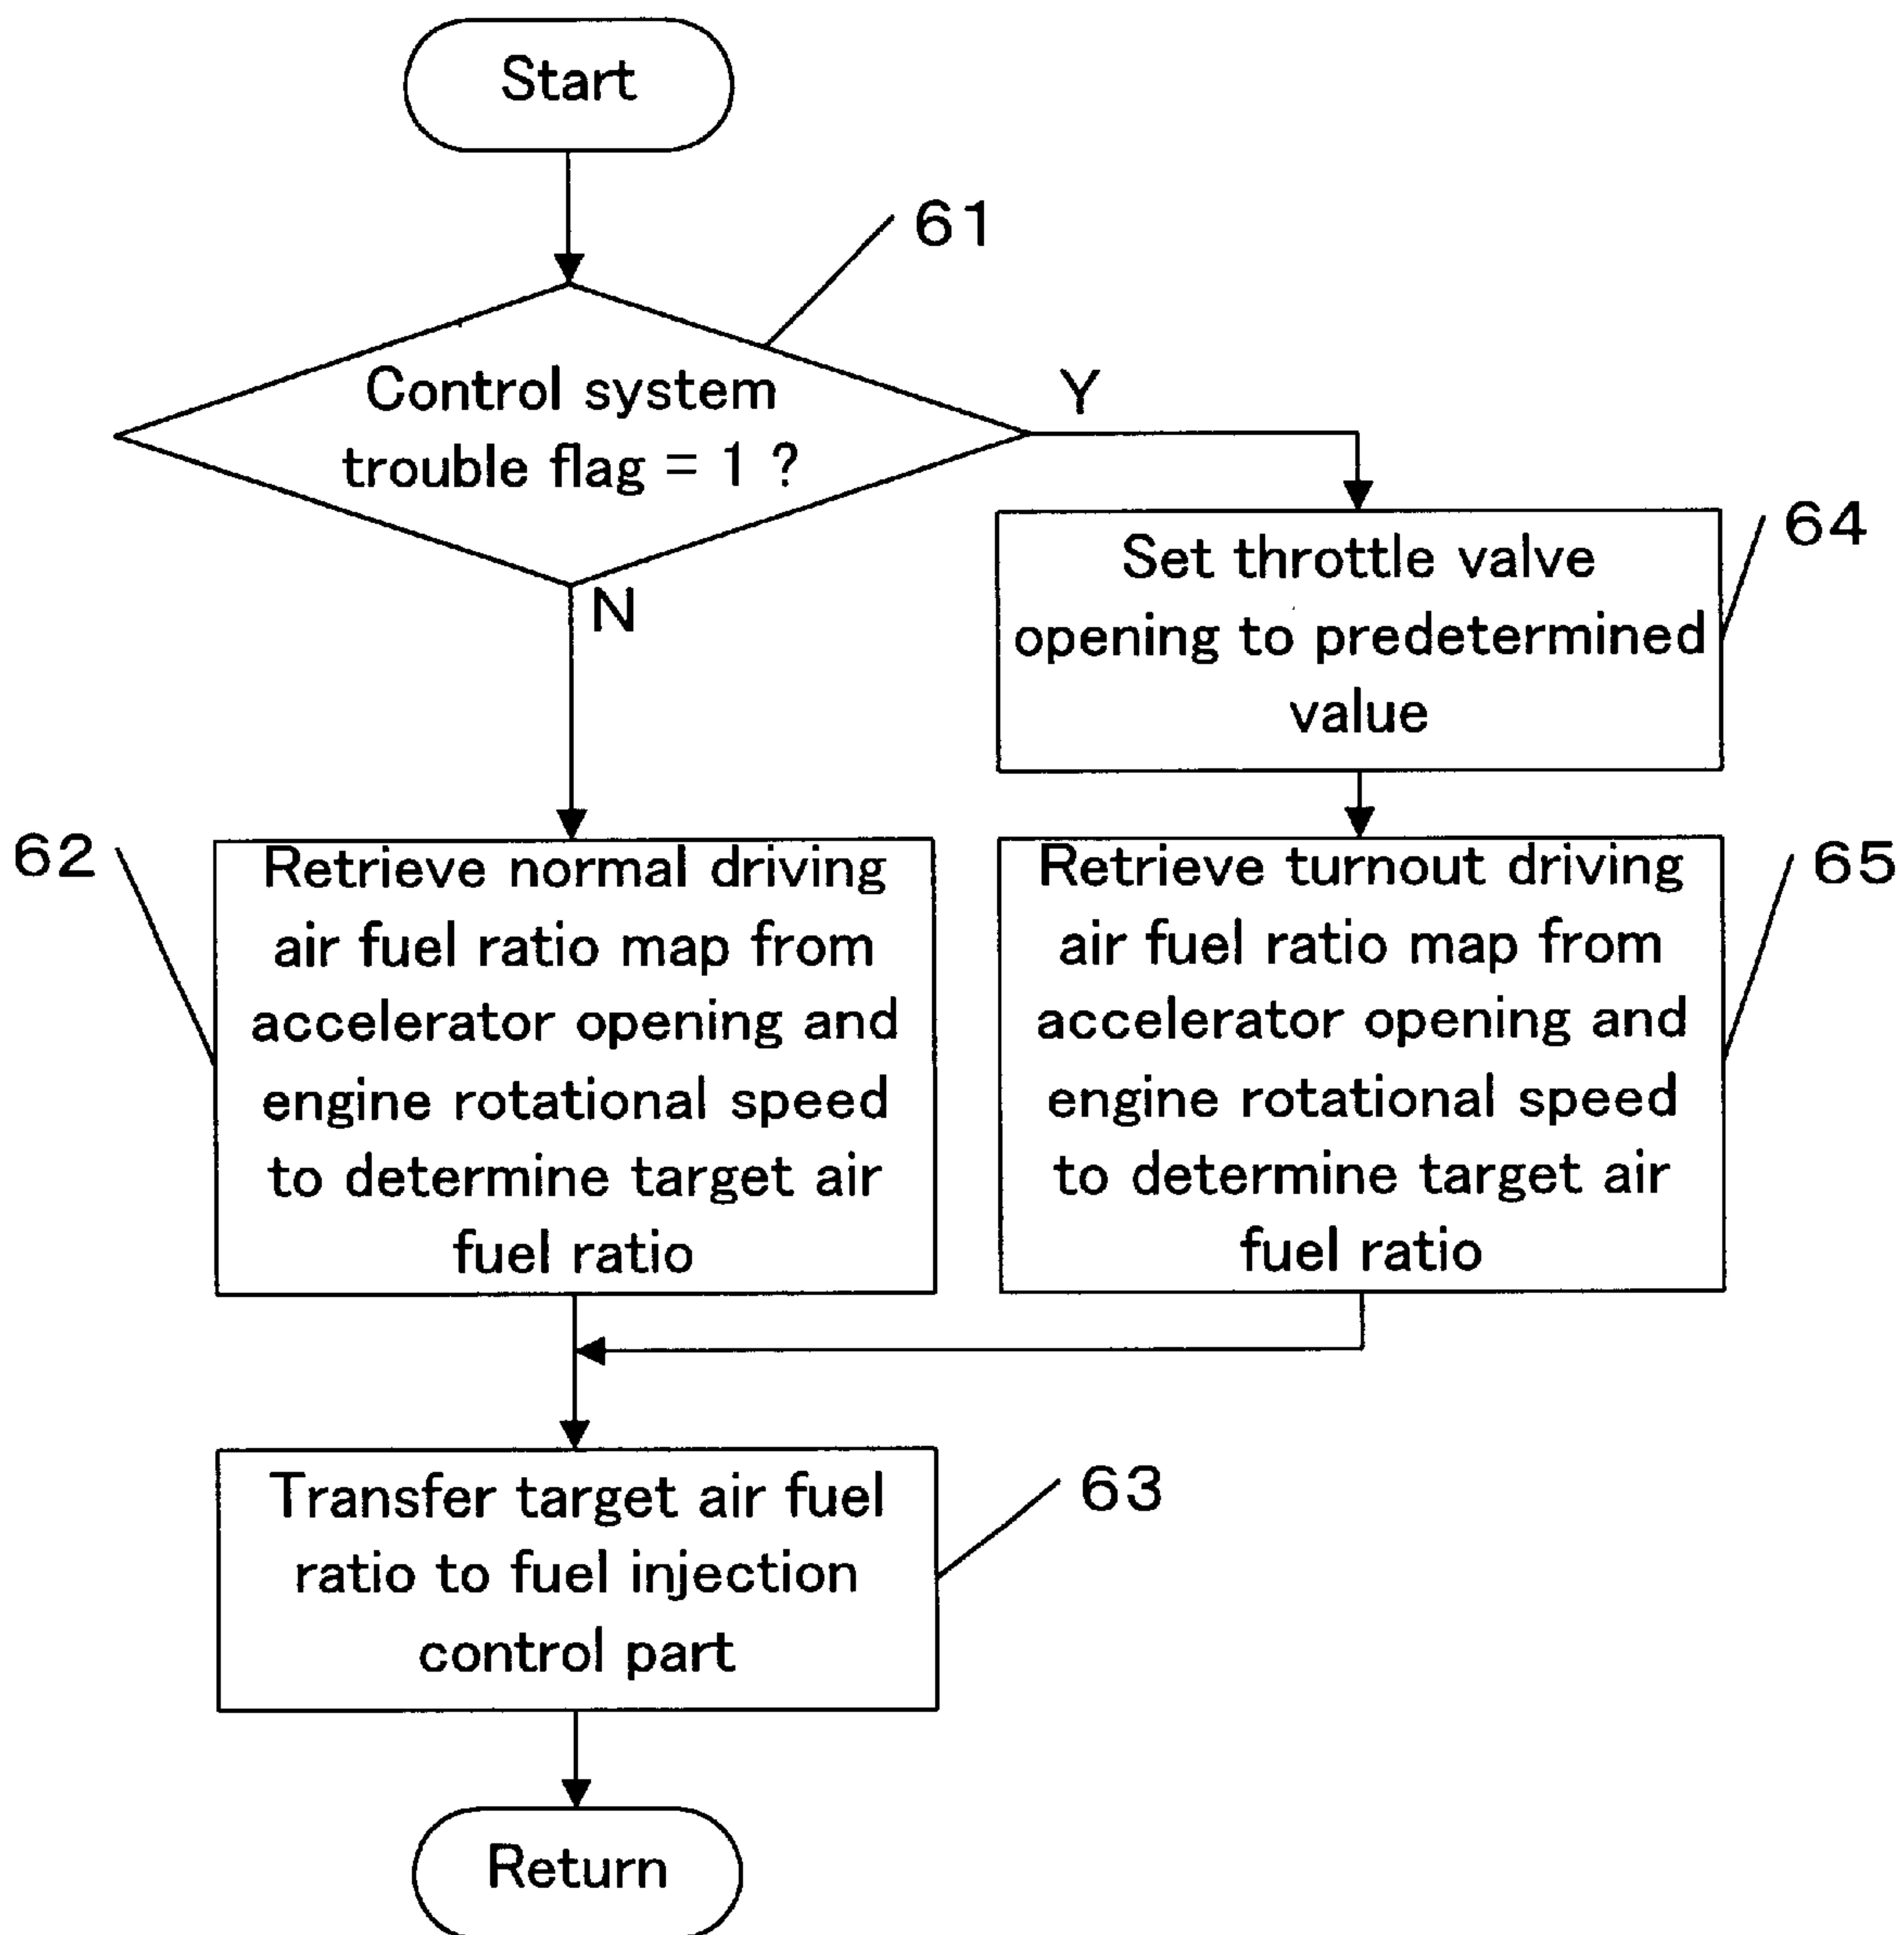 Start
61
Control system
trouble flag = 1 ?
Y
N
64
Set throttle valve
opening to predetermined
value
62
Retrieve normal driving
air fuel ratio map from
accelerator opening and
engine rotational speed
to determine target air
fuel ratio
65
Retrieve turnout driving
air fuel ratio map from
accelerator opening and
engine rotational speed
to determine target air
fuel ratio
63
Transfer target air fuel
ratio to fuel injection
control part
Return